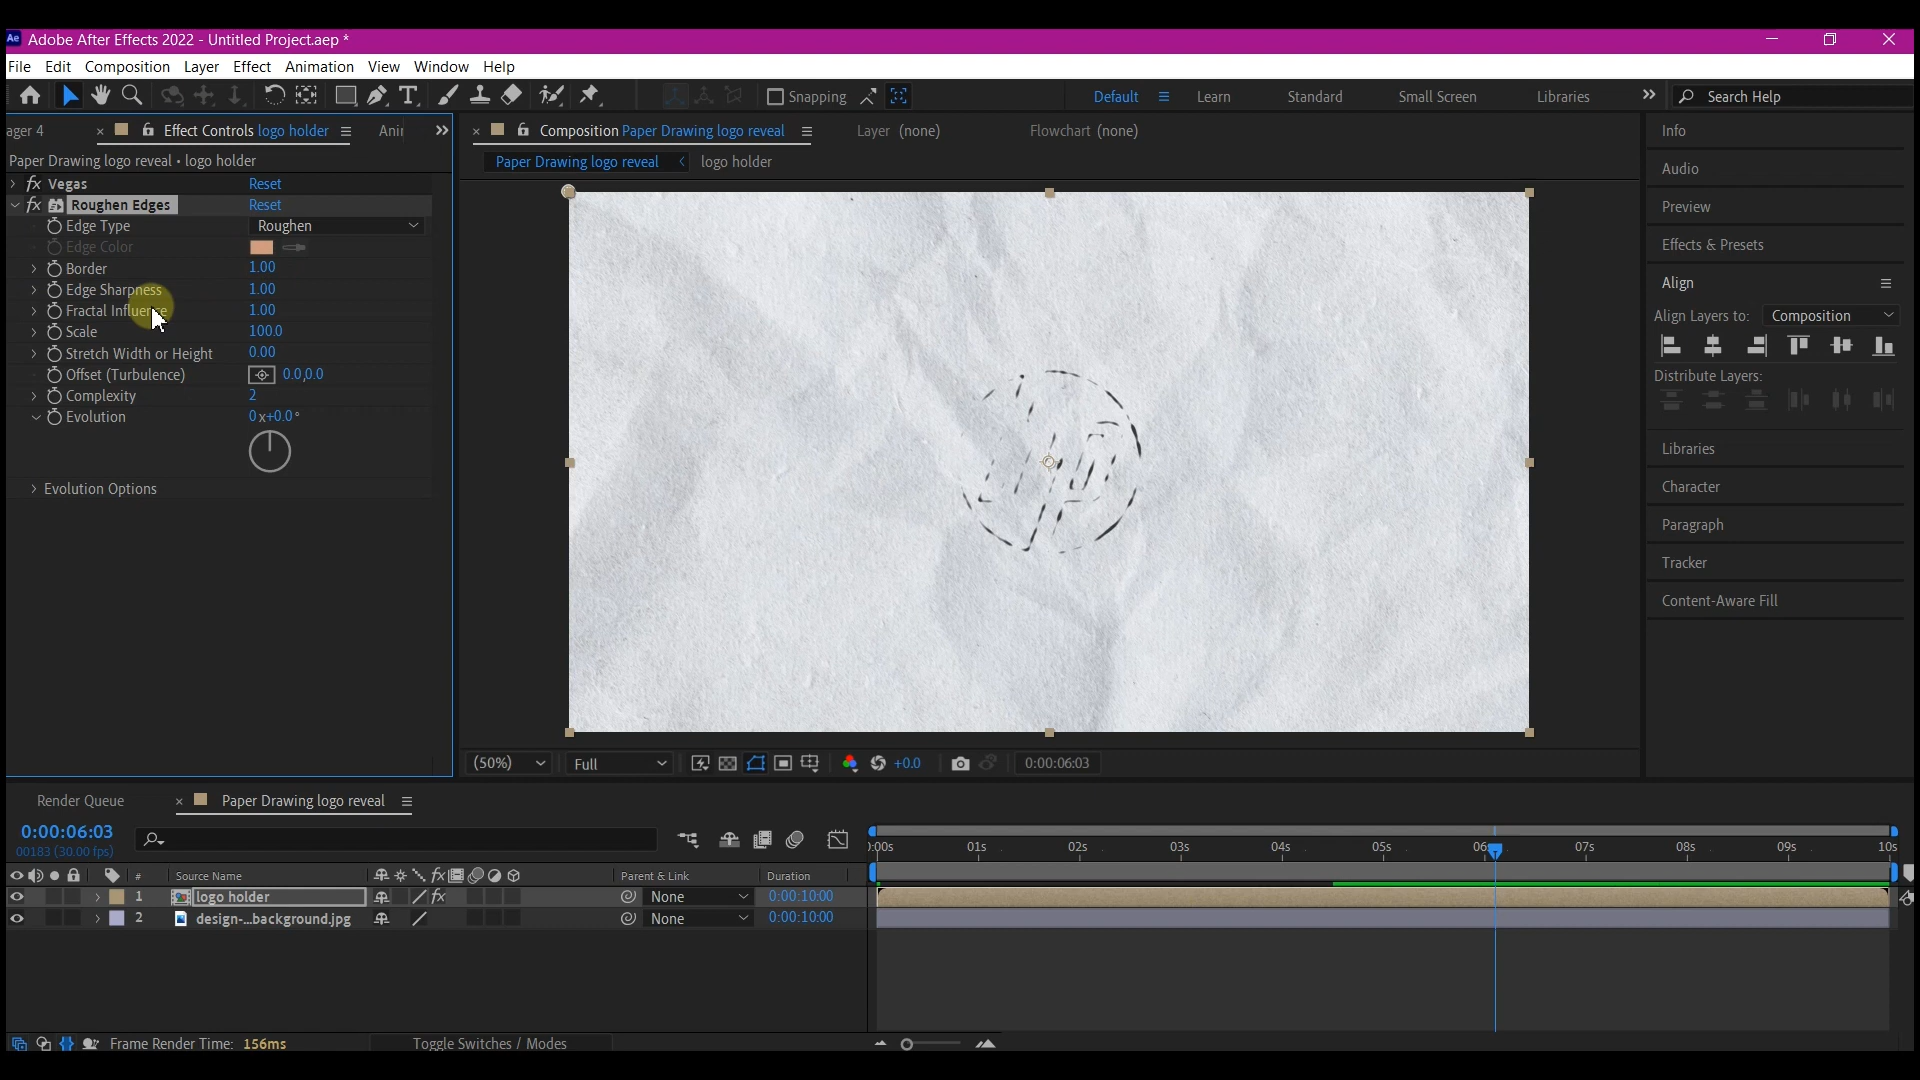 Ae Adobe After Effects 2022 - Untitled Project.aep *
File Edit Composition Layer Effect Animation View Window Help
Snapping
Default Learn Standard Small Screen Libraries Search Help
ager 4 × Effect Controls logo holder Ani
Paper Drawing logo reveal • logo holder
fx Vegas Reset
fx Roughen Edges Reset
Edge Type Roughen
Edge Color
Border 1.00
Edge Sharpness 1.00
Fractal Influence 1.00
Scale 100.0
Stretch Width or Height 0.00
Offset (Turbulence) 0.0,0.0
Complexity 2
Evolution 0x+0.0°
Evolution Options
× Composition Paper Drawing logo reveal Layer (none) Flowchart (none)
Paper Drawing logo reveal < logo holder
(50%) Full +0.0 0:00:06:03
Info
Audio
Preview
Effects & Presets
Align
Align Layers to: Composition
Distribute Layers:
Libraries
Character
Paragraph
Tracker
Content-Aware Fill
Render Queue × Paper Drawing logo reveal
0:00:06:03
00183 (30.00 fps)
):00s 01s 02s 03s 04s 05s 06s 07s 08s 09s 10s
# Source Name fx Parent & Link Duration
1 logo holder fx None 0:00:10:00
2 design-...background.jpg None 0:00:10:00
Frame Render Time: 156ms Toggle Switches / Modes